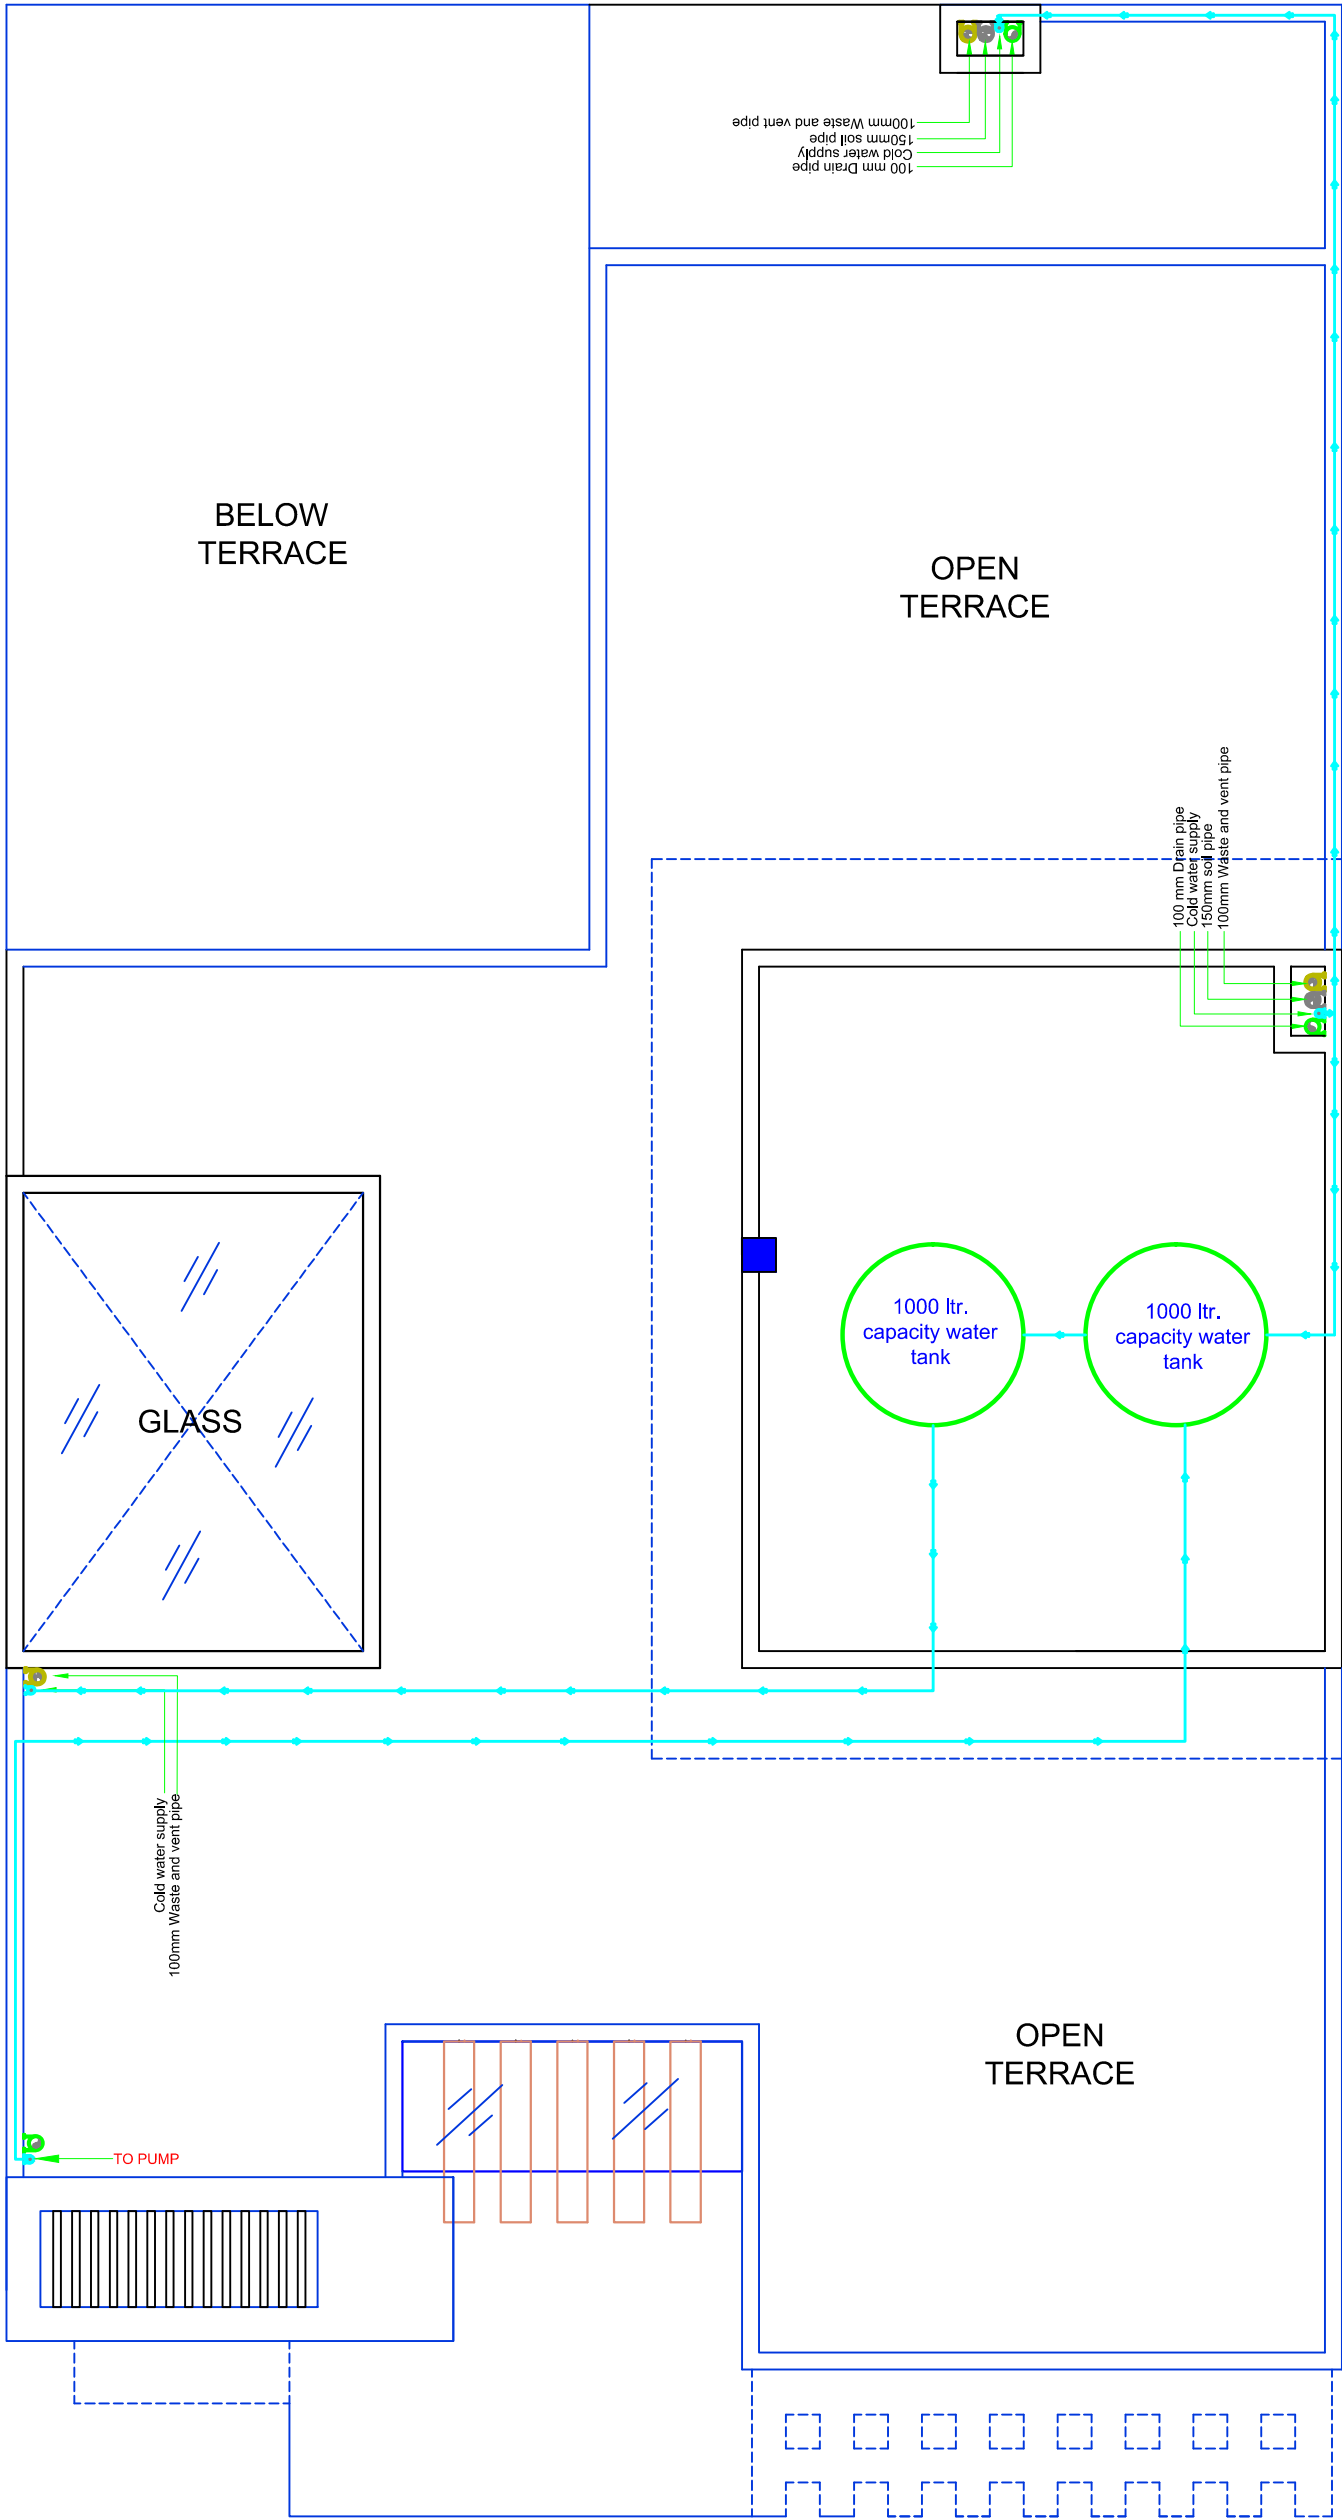 100mm Waste and vent pipe
150mm soil pipe
Cold water supply
100 mm Drain pipe
BELOW
TERRACE
OPEN
TERRACE
100 mm Drain pipe
Cold water supply
150mm soil pipe
100mm Waste and vent pipe
1000 ltr.
capacity water
tank
1000 ltr.
capacity water
tank
GLASS
Cold water supply
100mm Waste and vent pipe
OPEN
TERRACE
TO PUMP